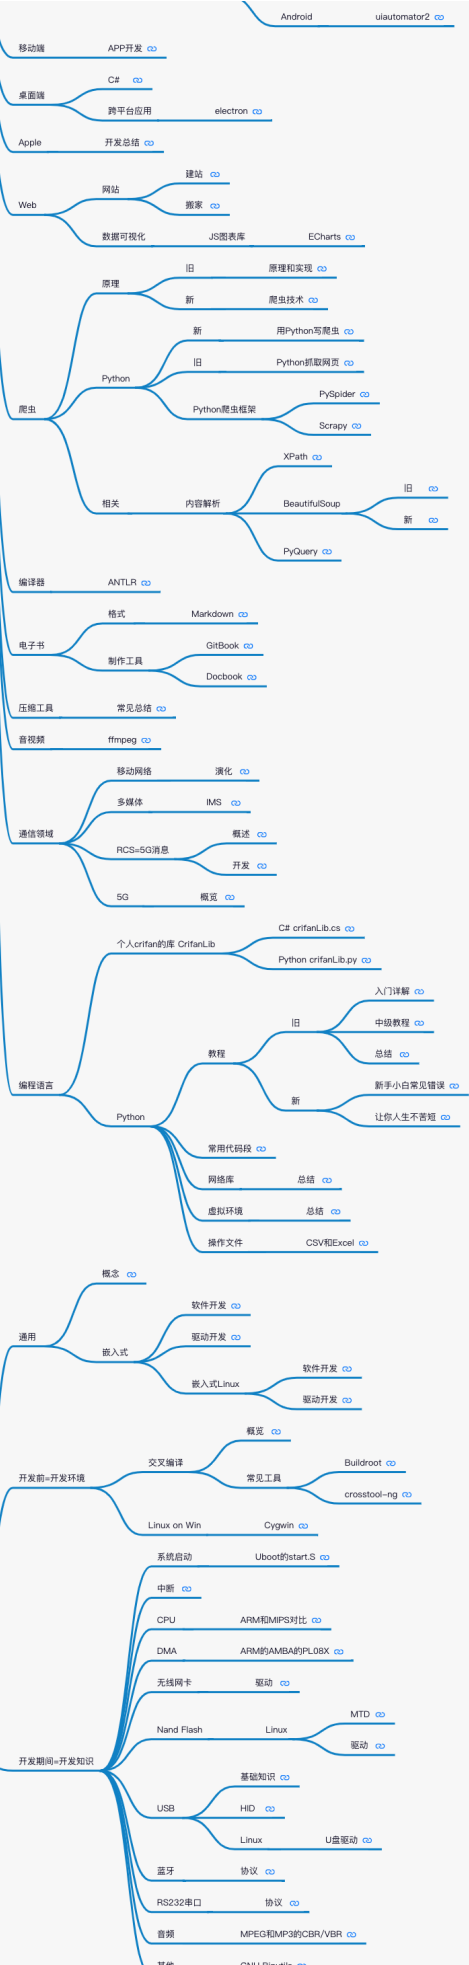 Android uiautomator2
移动端 APP开发
C#
桌面端
跨平台应用 electron
Apple 开发总结
建站
网站
Web 搬家
数据可视化 JS图表库 ECharts
旧 原理和实现
原理
新 爬虫技术
新 用Python写爬虫
旧 Python抓取网页
Python
PySpider
爬虫 Python爬虫框架
Scrapy
XPath
旧
相关 内容解析 BeautifulSoup
新
PyQuery
编译器 ANTLR
格式 Markdown
电子书 GitBook
制作工具
Docbook
压缩工具 常见总结
音视频 ffmpeg
移动网络 演化
多媒体 IMS
通信领域 概述
RCS=5G消息
开发
5G 概览
C# crifanLib.cs
个人crifan的库 CrifanLib
Python crifanLib.py
入门详解
旧 中级教程
教程 总结
编程语言 新手小白常见错误
新
Python 让你人生不苦短
常用代码段
网络库 总结
虚拟环境 总结
操作文件 CSV和Excel
概念
软件开发
通用 驱动开发
嵌入式
软件开发
嵌入式Linux
驱动开发
概览
交叉编译
开发前=开发环境 Buildroot
常见工具
crosstool-ng
Linux on Win Cygwin
系统启动 Uboot的start.S
中断
CPU ARM和MIPS对比
DMA ARM的AMBA的PL08X
无线网卡 驱动
MTD
Nand Flash Linux
驱动
开发期间=开发知识
基础知识
USB HID
Linux U盘驱动
蓝牙 协议
RS232串口 协议
音频 MPEG和MP3的CBR/VBR